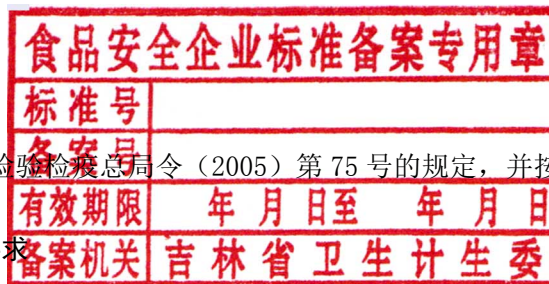 食品安全企业标准备案专用章
标准号
备案号
检验检疫总局令（2005）第 75 号的规定，并按
有效期限 年 月 日至 年 月 日
求
备案机关 吉林省卫生计生委